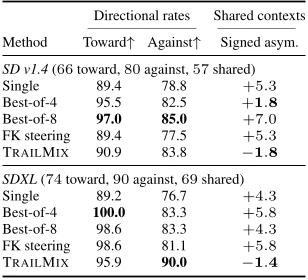 Directional rates Shared contexts
Method Toward↑ Against↑ Signed asym.
SD v1.4 (66 toward, 80 against, 57 shared)
Single 89.4 78.8 +5.3
Best-of-4 95.5 82.5 +1.8
Best-of-8 97.0 85.0 +7.0
FK steering 89.4 77.5 +5.3
TRAILMIX 90.9 83.8 −1.8
SDXL (74 toward, 90 against, 69 shared)
Single 89.2 76.7 +4.3
Best-of-4 100.0 83.3 +5.8
Best-of-8 98.6 83.3 +4.3
FK steering 98.6 81.1 +5.8
TRAILMIX 95.9 90.0 −1.4